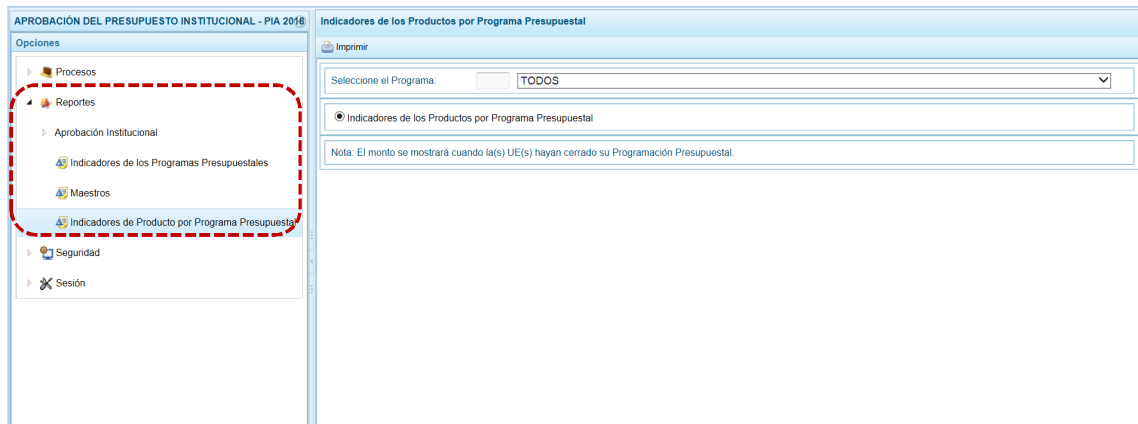 APROBACIÓN DEL PRESUPUESTO INSTITUCIONAL - PIA 2018
Opciones
Procesos
Reportes
Aprobación Institucional
Indicadores de los Programas Presupuestales
Maestros
Indicadores de Producto por Programa Presupuestal
Seguridad
Sesión
Indicadores de los Productos por Programa Presupuestal
Imprimir
Seleccione el Programa: TODOS
Indicadores de los Productos por Programa Presupuestal
Nota: El monto se mostrará cuando la(s) UE(s) hayan cerrado su Programación Presupuestal.